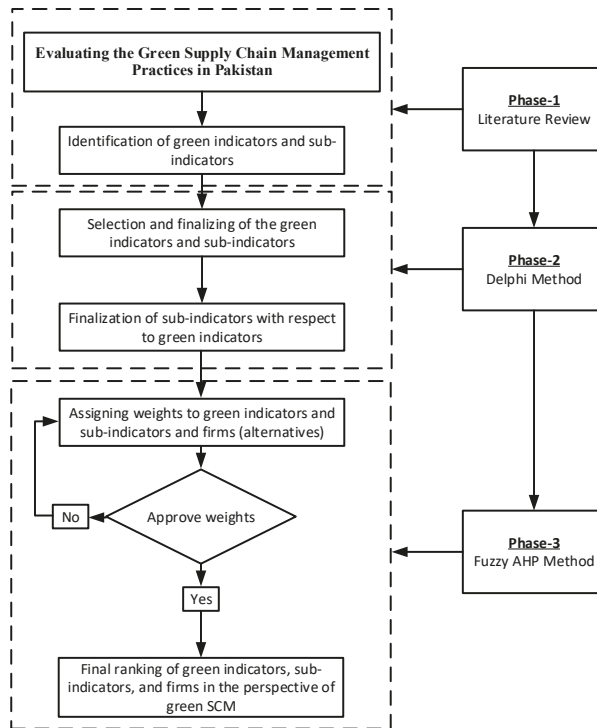 Evaluating the Green Supply Chain Management
Practices in Pakistan
Identification of green indicators and sub-
indicators
Phase-1
Literature Review
Selection and finalizing of the green
indicators and sub-indicators
Finalization of sub-indicators with respect
to green indicators
Phase-2
Delphi Method
Assigning weights to green indicators and
sub-indicators and firms (alternatives)
No
Approve weights
Yes
Final ranking of green indicators, sub-
indicators, and firms in the perspective of
green SCM
Phase-3
Fuzzy AHP Method